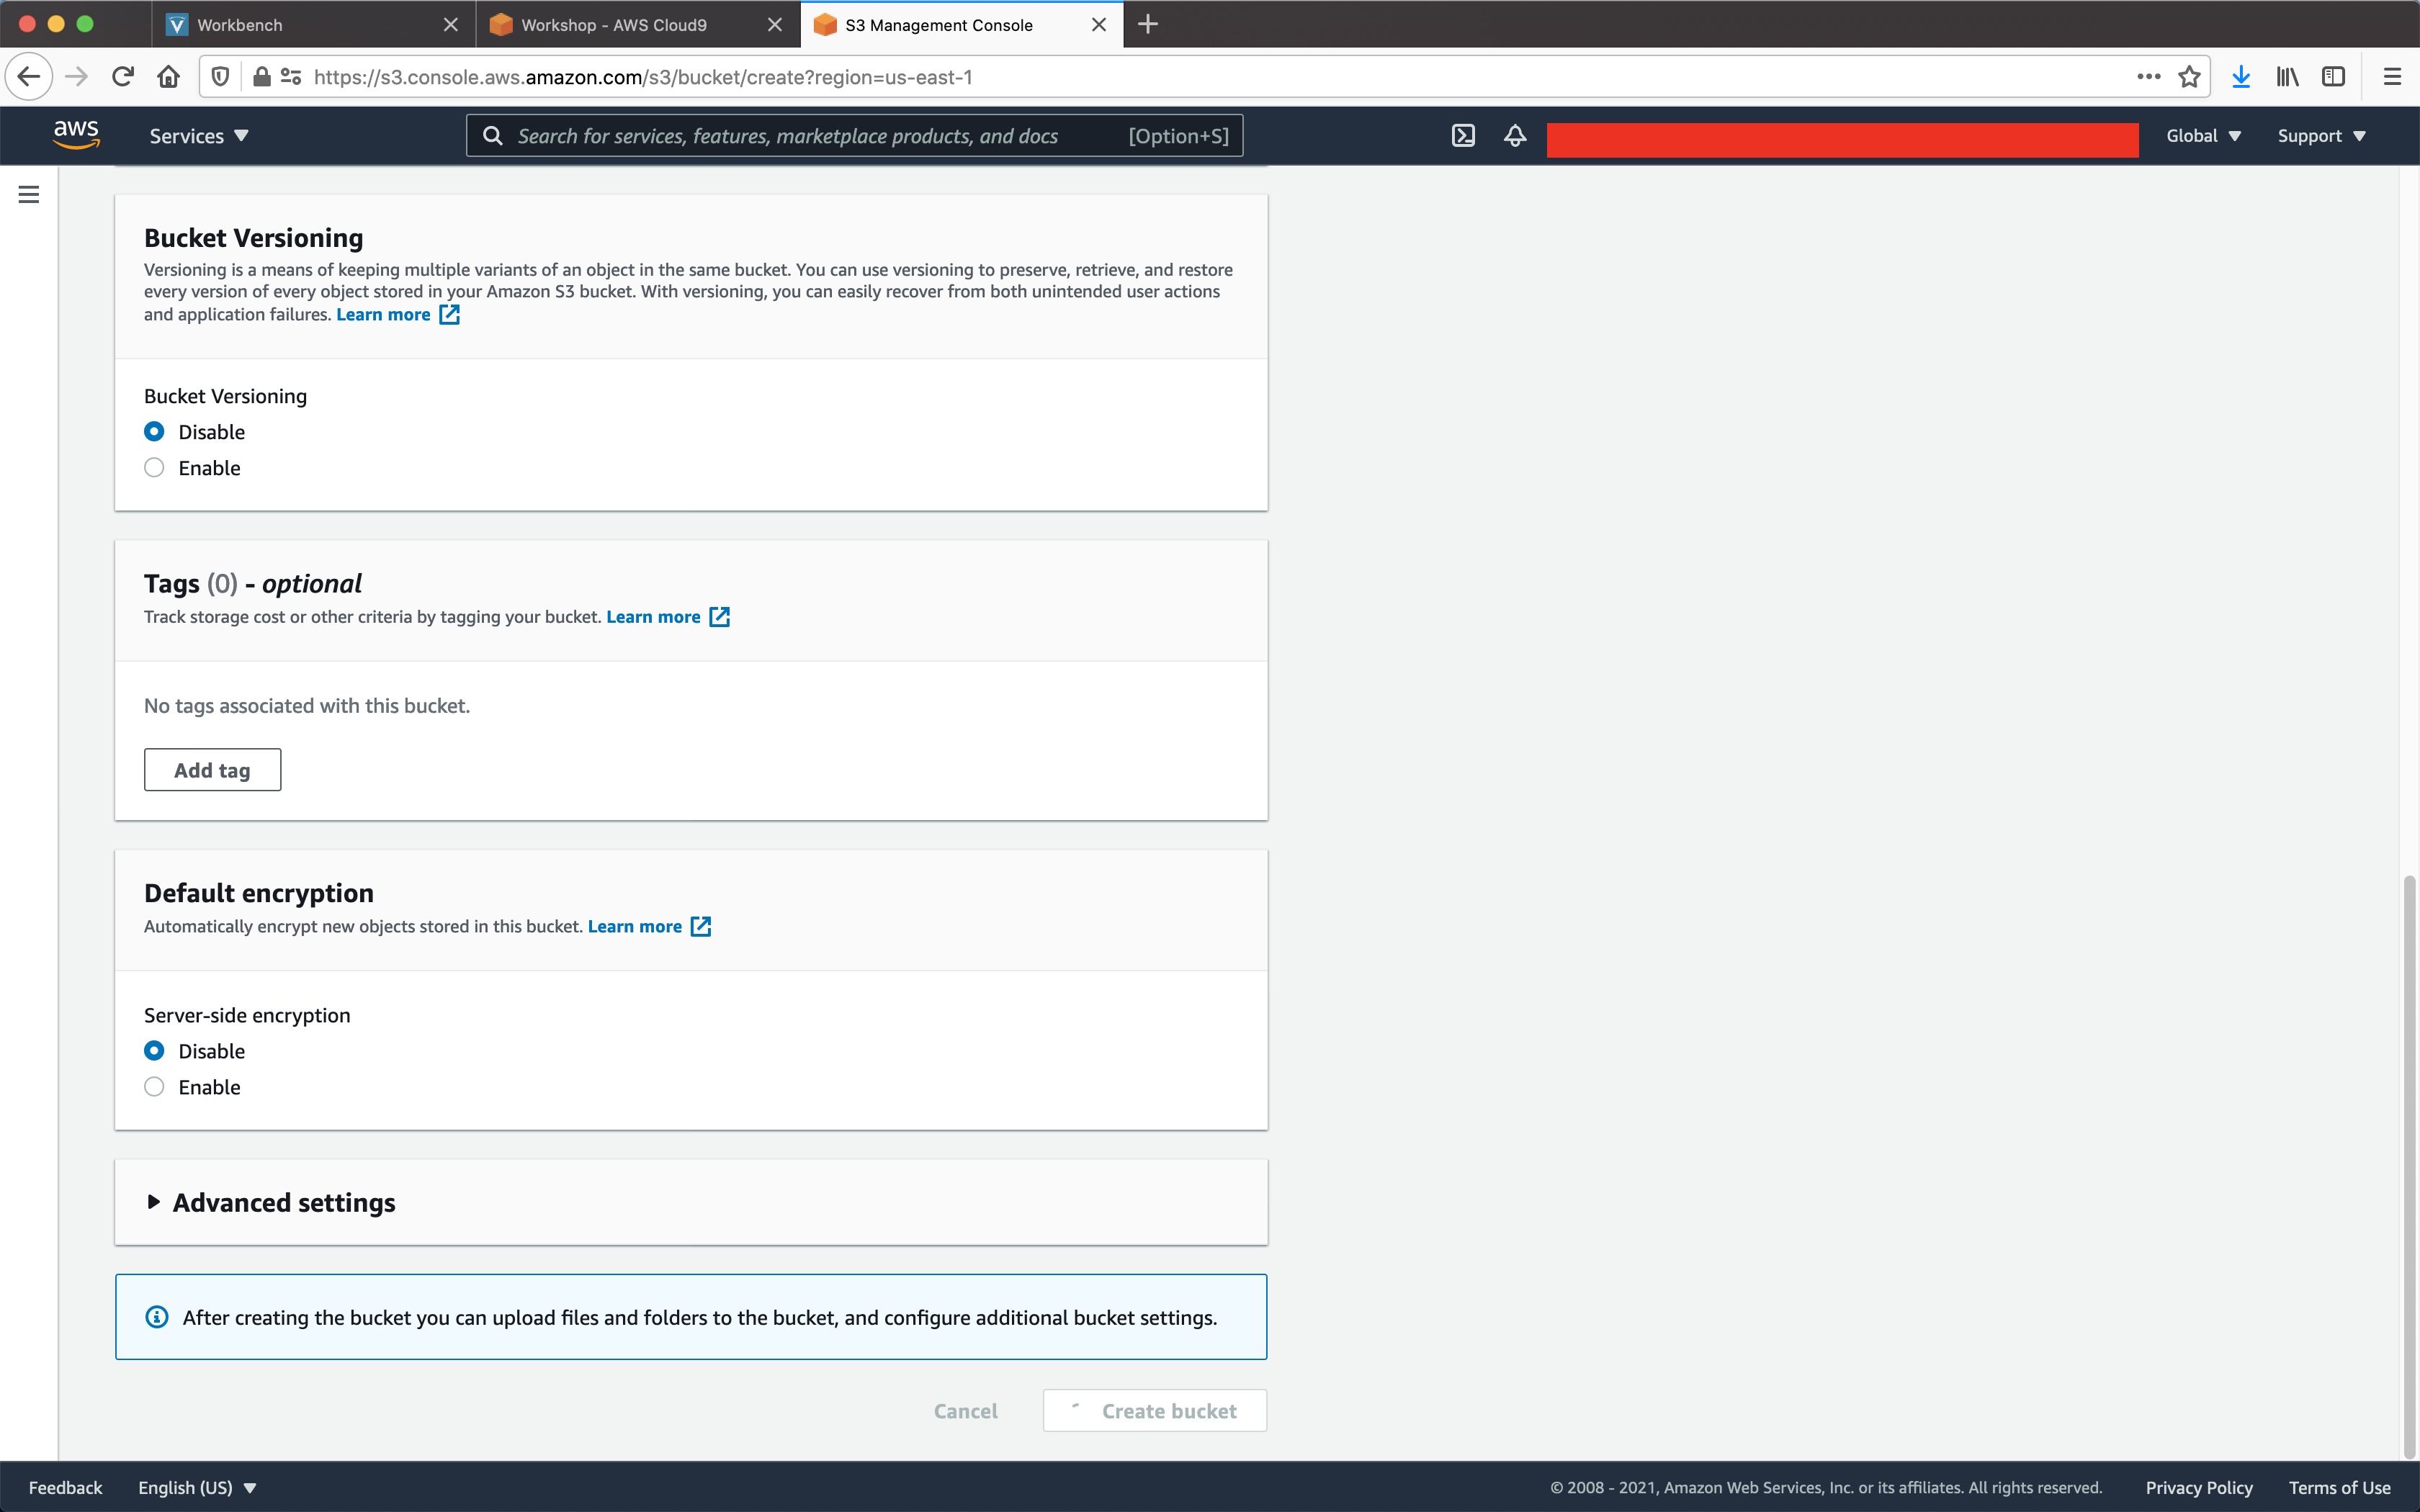 Workbench
Workshop - AWS Cloud9
S3 Management Console
https://s3.console.aws.amazon.com/s3/bucket/create?region=us-east-1
aws
Services
Search for services, features, marketplace products, and docs
[Option+S]
Global
Support
Bucket Versioning
Versioning is a means of keeping multiple variants of an object in the same bucket. You can use versioning to preserve, retrieve, and restore
every version of every object stored in your Amazon S3 bucket. With versioning, you can easily recover from both unintended user actions
and application failures. Learn more
Bucket Versioning
Disable
Enable
Tags (0) - optional
Track storage cost or other criteria by tagging your bucket. Learn more
No tags associated with this bucket.
Add tag
Default encryption
Automatically encrypt new objects stored in this bucket. Learn more
Server-side encryption
Disable
Enable
Advanced settings
After creating the bucket you can upload files and folders to the bucket, and configure additional bucket settings.
Cancel
Create bucket
Feedback
English (US)
© 2008 - 2021, Amazon Web Services, Inc. or its affiliates. All rights reserved.
Privacy Policy
Terms of Use